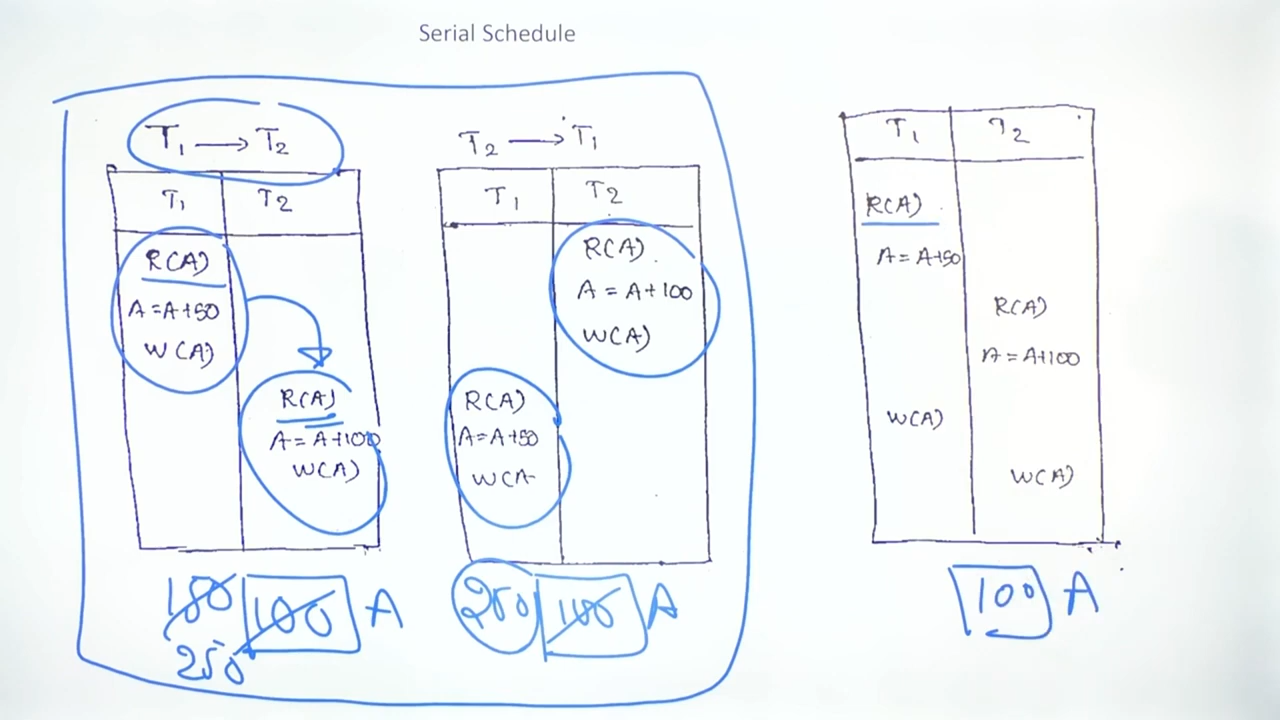 Serial Schedule
T₁ → T₂
T₁ T₂
R(A)
A=A+50
W(A)
R(A)
A=A+100
W(A)
150 100 A
250
T₂ → T₁
T₁ T₂
R(A)
A=A+100
W(A)
R(A)
A=A+50
W(A-
250 100 A
T₁ T₂
R(A)
A=A+50
R(A)
A=A+100
W(A)
W(A)
100 A